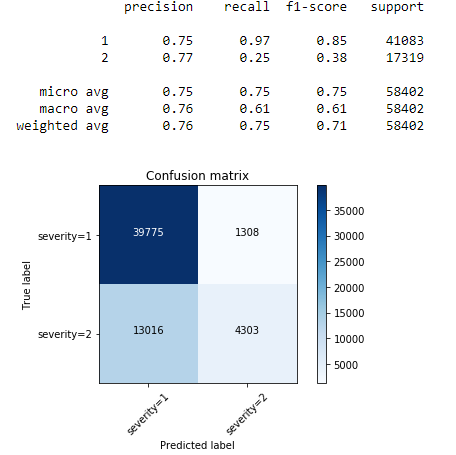 precision recall f1-score support
1 0.75 0.97 0.85 41083
2 0.77 0.25 0.38 17319
micro avg 0.75 0.75 0.75 58402
macro avg 0.76 0.61 0.61 58402
weighted avg 0.76 0.75 0.71 58402
Confusion matrix
True label
severity=1 39775 1308
severity=2 13016 4303
severity=1 severity=2
Predicted label
35000
30000
25000
20000
15000
10000
5000